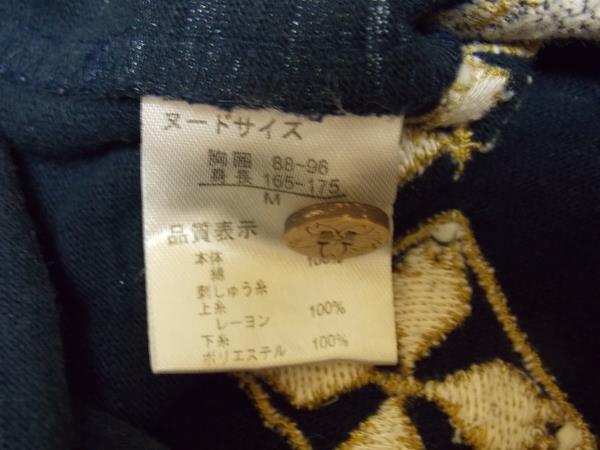 ヌードサイズ
胸囲 88~96
身長 165~175
M
品質表示
本体
綿 100%
刺しゅう糸
上糸
レーヨン 100%
下糸
ポリエステル 100%